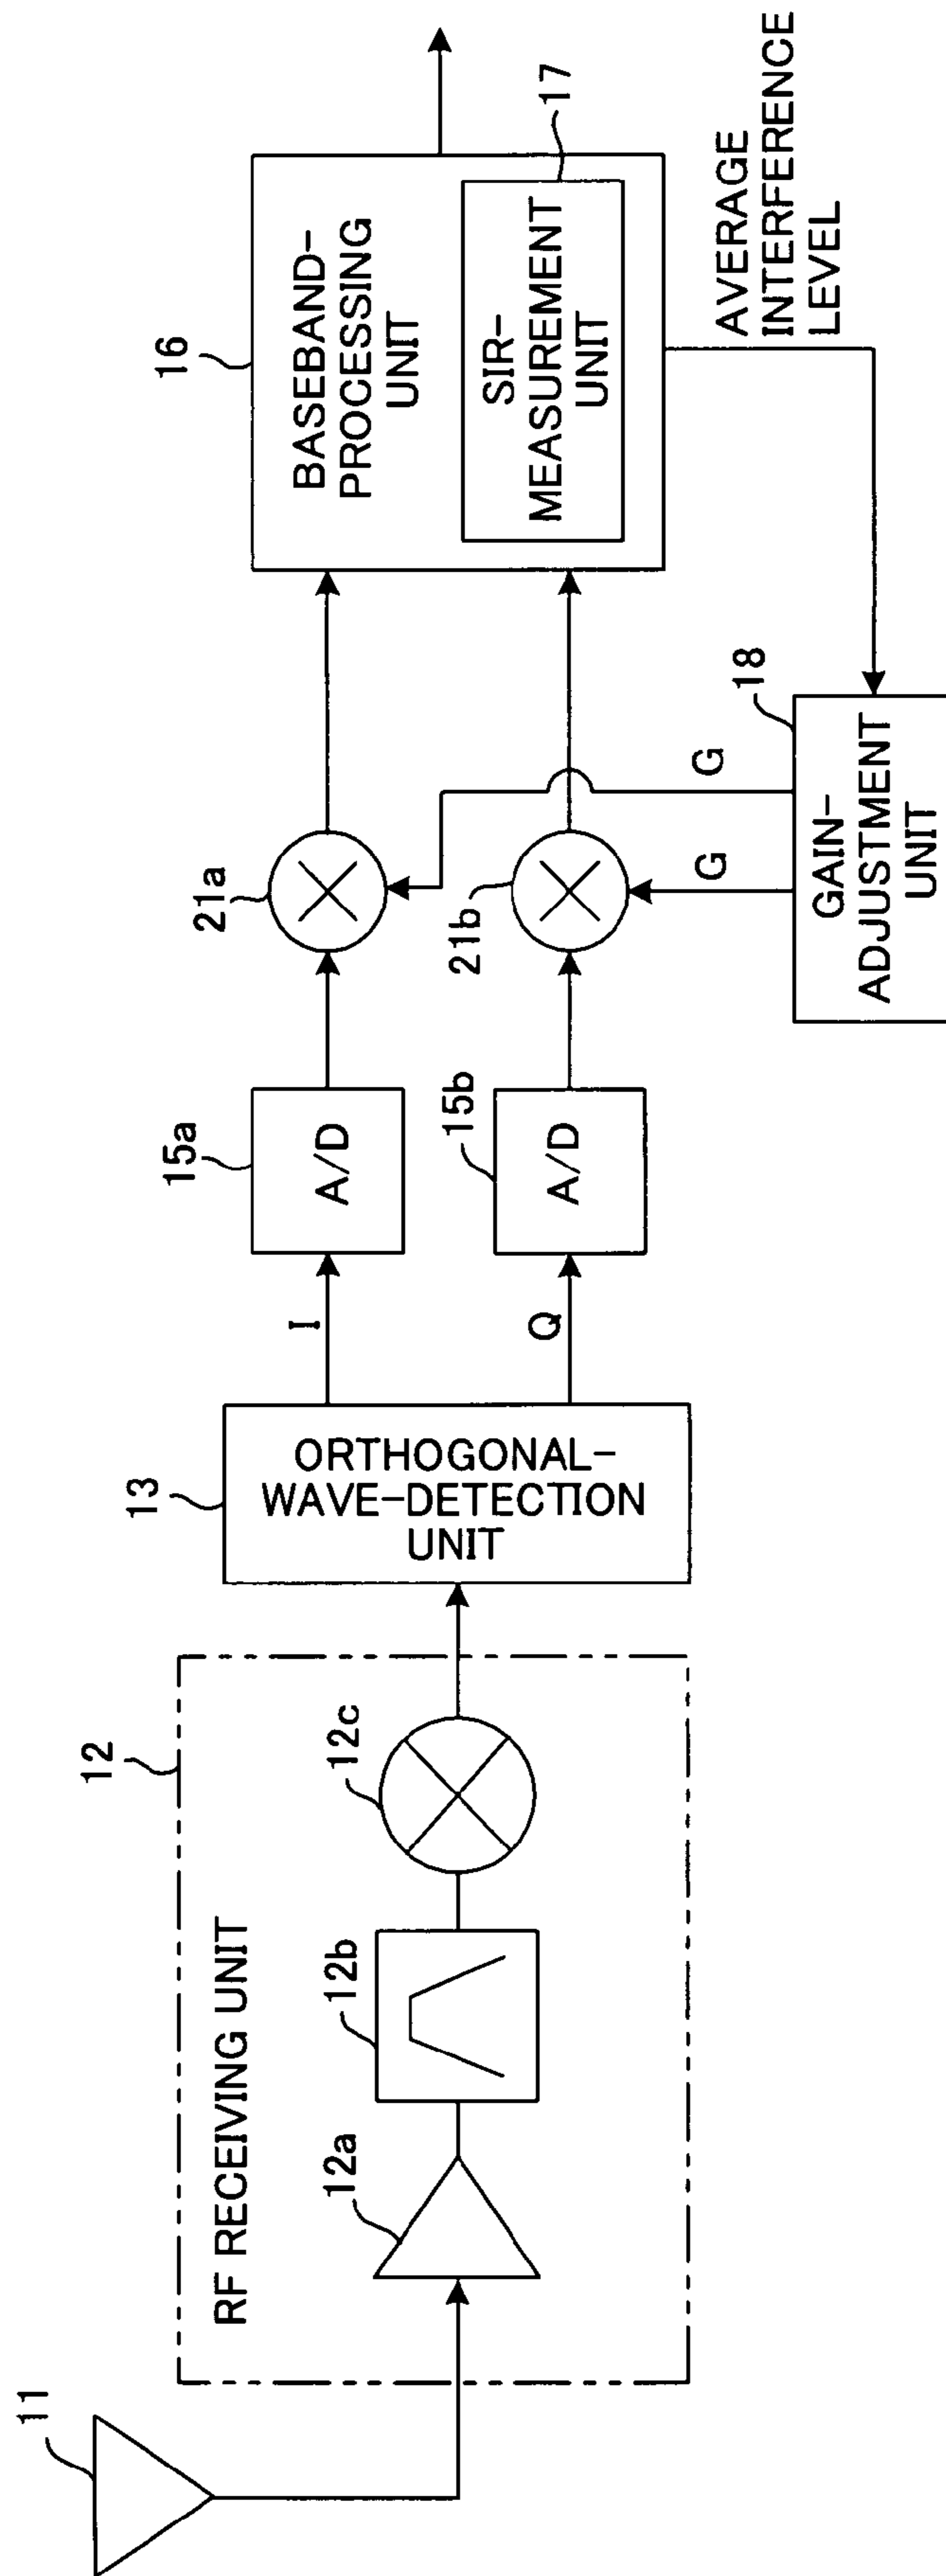 11
RF RECEIVING UNIT
12
12a
12b
12c
13
ORTHOGONAL-
WAVE-DETECTION
UNIT
I
Q
15a
A/D
15b
A/D
21a
21b
G
G
18
GAIN-
ADJUSTMENT
UNIT
16
BASEBAND-
PROCESSING
UNIT
SIR-
MEASUREMENT
UNIT
17
AVERAGE
INTERFERENCE
LEVEL